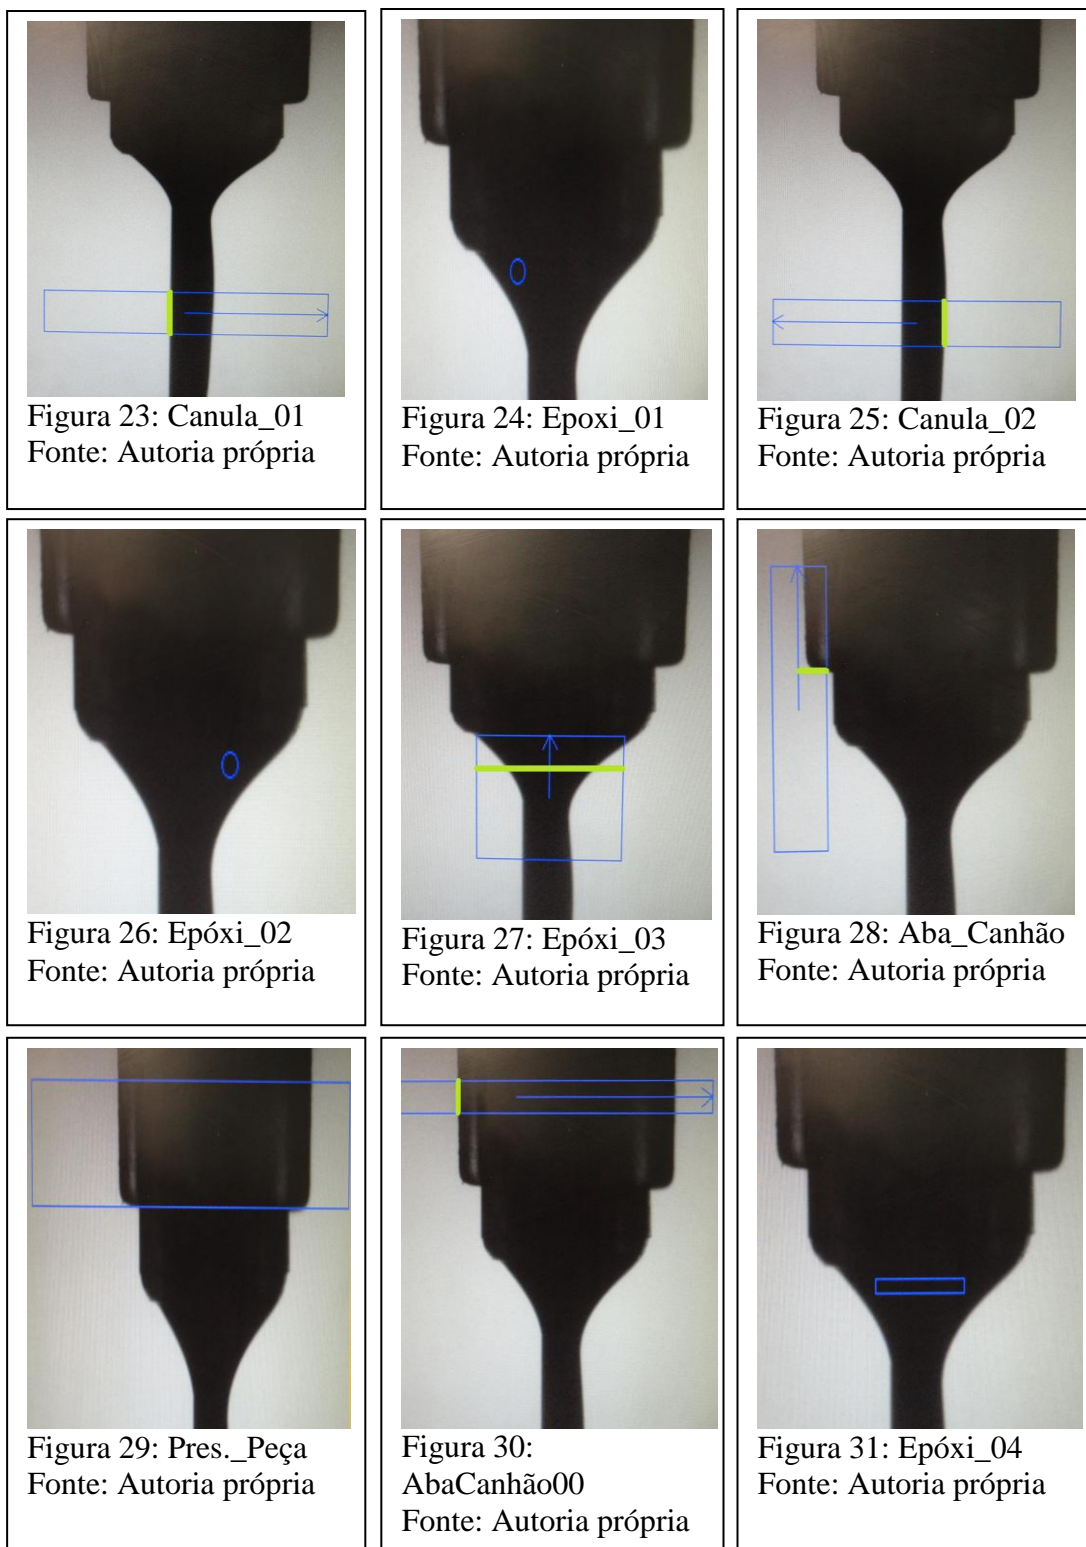 Figura 23: Canula_01
Fonte: Autoria própria
Figura 24: Epoxi_01
Fonte: Autoria própria
Figura 25: Canula_02
Fonte: Autoria própria
Figura 26: Epóxi_02
Fonte: Autoria própria
Figura 27: Epóxi_03
Fonte: Autoria própria
Figura 28: Aba_Canhão
Fonte: Autoria própria
Figura 29: Pres._Peça
Fonte: Autoria própria
Figura 30:
AbaCanhão00
Fonte: Autoria própria
Figura 31: Epóxi_04
Fonte: Autoria própria